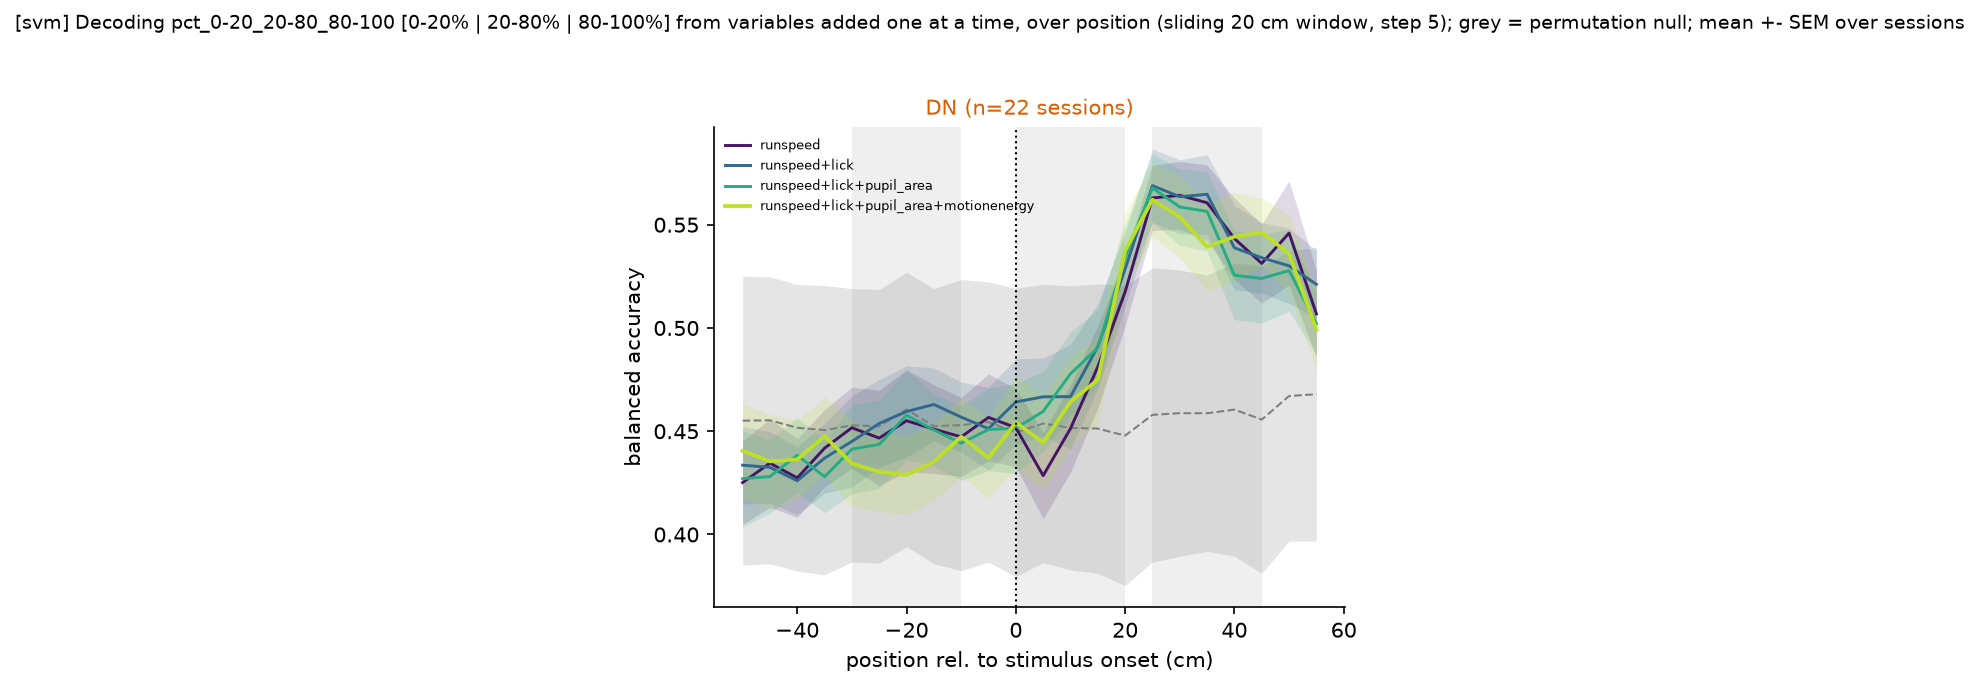 [svm] Decoding pct_0-20_20-80_80-100 [0-20% | 20-80% | 80-100%] from variables added one at a time, over position (sliding 20 cm window, step 5); grey = permutation null; mean +- SEM over sessions
DN (n=22 sessions)
runspeed
runspeed+lick
runspeed+lick+pupil_area
runspeed+lick+pupil_area+motionenergy
balanced accuracy
0.55
0.50
0.45
0.40
−40
−20
0
20
40
60
position rel. to stimulus onset (cm)